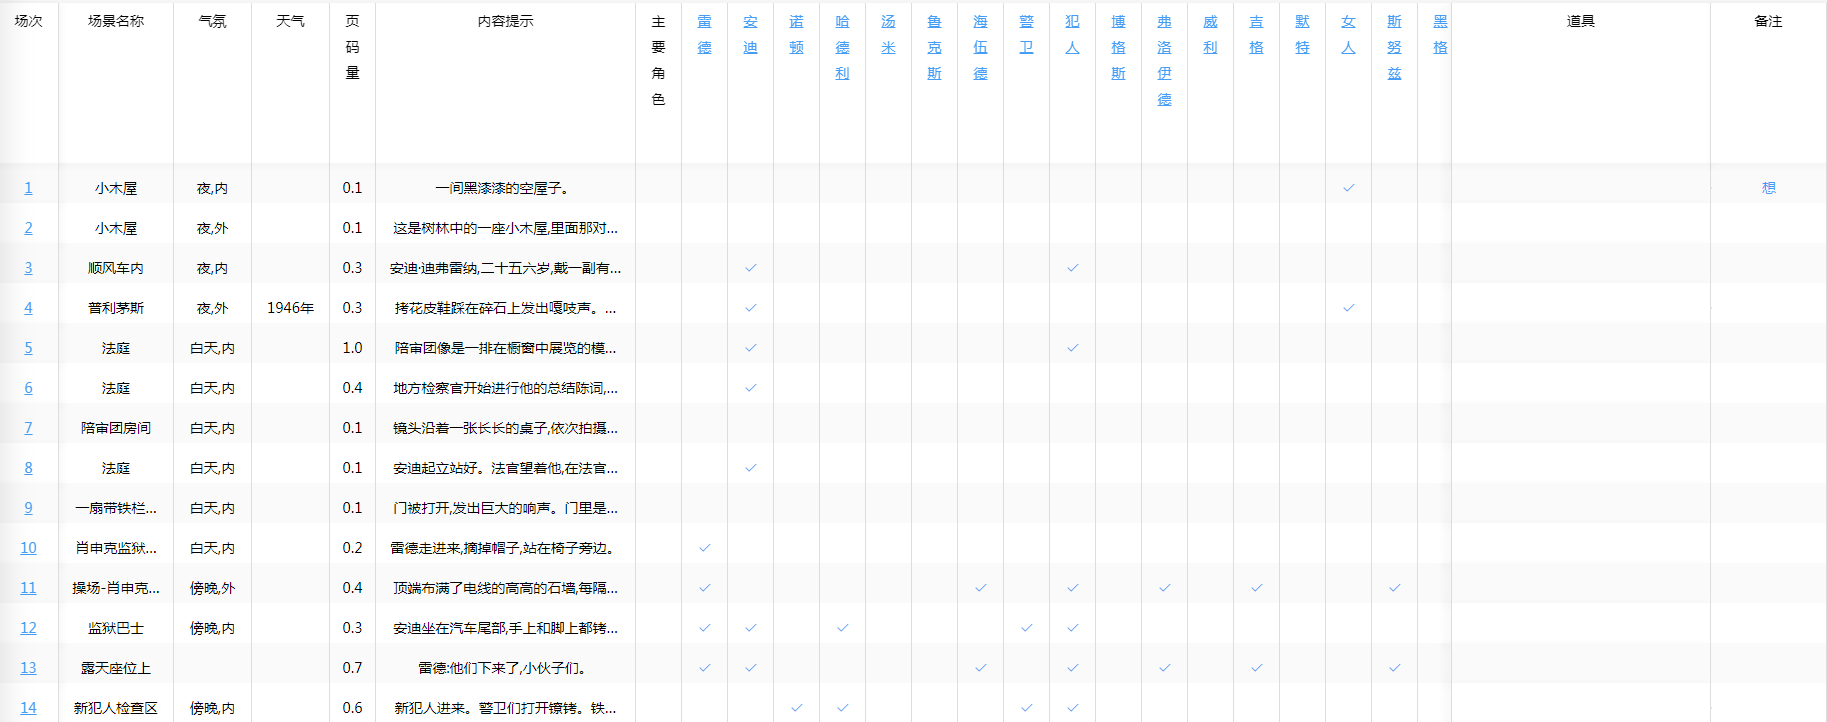 场次 场景名称 气氛 天气 页码量 内容提示 主要角色 雷德 安迪 诺顿 哈德利 汤米 鲁克斯 海伍德 警卫 犯人 博格斯 弗洛伊德 威利 吉格 默特 女人 斯努兹 黑格 道具 备注
1 小木屋 夜,内 0.1 一间黑漆漆的空屋子。 ✓ 想
2 小木屋 夜,外 0.1 这是树林中的一座小木屋,里面那对...
3 顺风车内 夜,内 0.3 安迪·迪弗雷纳,二十五六岁,戴一副有... ✓ ✓
4 普利茅斯 夜,外 1946年 0.3 拷花皮鞋踩在碎石上发出嘎吱声。... ✓ ✓
5 法庭 白天,内 1.0 陪审团像是一排在橱窗中展览的模... ✓ ✓
6 法庭 白天,内 0.4 地方检察官开始进行他的总结陈词,... ✓
7 陪审团房间 白天,内 0.1 镜头沿着一张长长的桌子,依次拍摄...
8 法庭 白天,内 0.1 安迪起立站好。法官望着他,在法官... ✓
9 一扇带铁栏... 白天,内 0.1 门被打开,发出巨大的响声。门里是...
10 肖申克监狱... 白天,内 0.2 雷德走进来,摘掉帽子,站在椅子旁边。 ✓
11 操场-肖申克... 傍晚,外 0.4 顶端布满了电线的高高的石墙,每隔... ✓ ✓ ✓ ✓ ✓ ✓
12 监狱巴士 傍晚,内 0.3 安迪坐在汽车尾部,手上和脚上都铐... ✓ ✓ ✓ ✓ ✓
13 露天座位上 0.7 雷德:他们下来了,小伙子们。 ✓ ✓ ✓ ✓ ✓ ✓ ✓
14 新犯人检查区 傍晚,内 0.6 新犯人进来。警卫们打开镣铐。铁... ✓ ✓ ✓ ✓